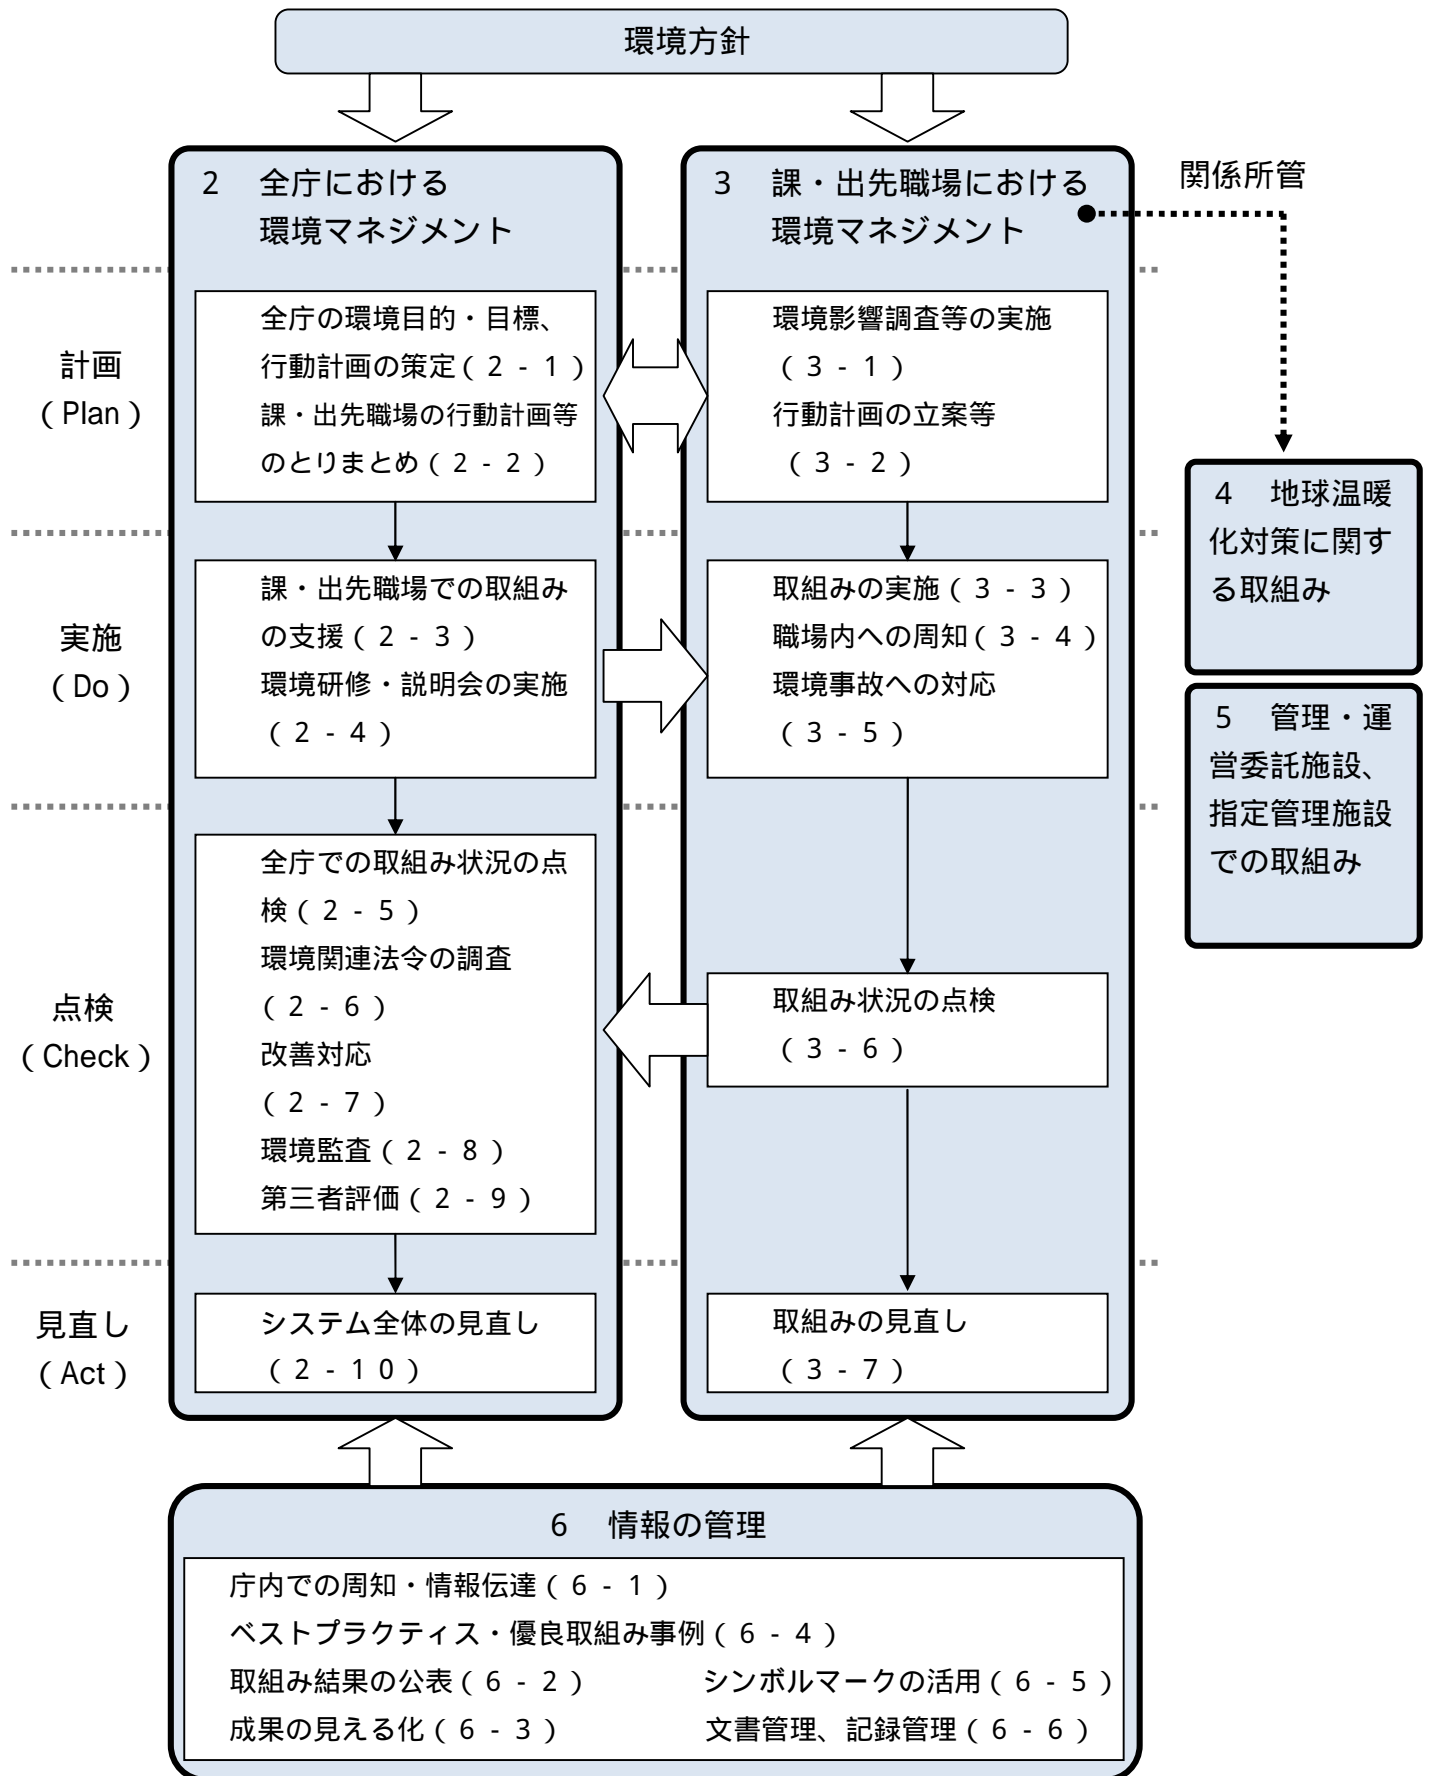 環境方針
2　全庁における
環境マネジメント
3　課・出先職場における
環境マネジメント
関係所管
計画
（Plan）
全庁の環境目的・目標、
行動計画の策定（2-1）
課・出先職場の行動計画等
のとりまとめ（2-2）
環境影響調査等の実施
（3-1）
行動計画の立案等
（3-2）
4　地球温暖
化対策に関す
る取組み
実施
（Do）
課・出先職場での取組み
の支援（2-3）
環境研修・説明会の実施
（2-4）
取組みの実施（3-3）
職場内への周知（3-4）
環境事故への対応
（3-5）
5　管理・運
営委託施設、
指定管理施設
での取組み
点検
（Check）
全庁での取組み状況の点
検（2-5）
環境関連法令の調査
（2-6）
改善対応
（2-7）
環境監査（2-8）
第三者評価（2-9）
取組み状況の点検
（3-6）
見直し
（Act）
システム全体の見直し
（2-10）
取組みの見直し
（3-7）
6　情報の管理
庁内での周知・情報伝達（6-1）
ベストプラクティス・優良取組み事例（6-4）
取組み結果の公表（6-2）　シンボルマークの活用（6-5）
成果の見える化（6-3）　文書管理、記録管理（6-6）